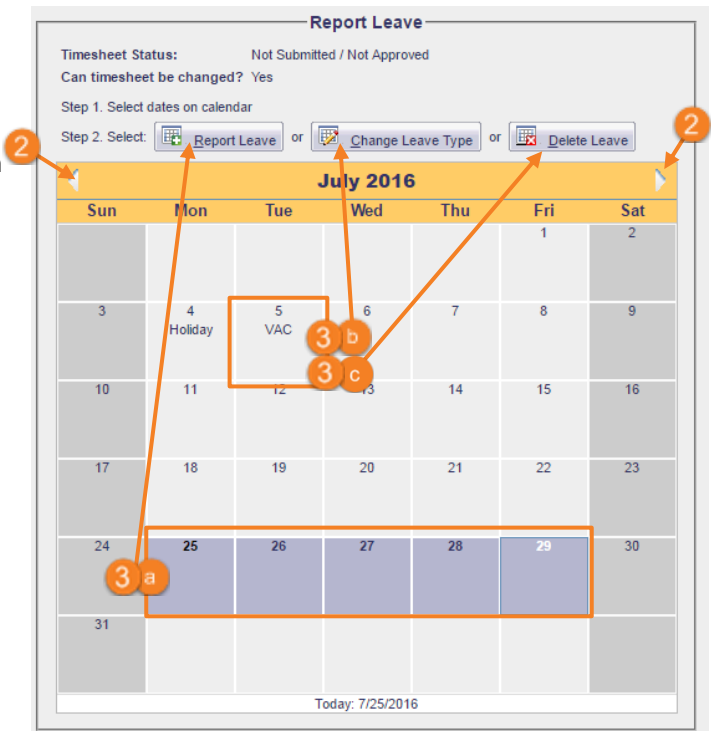 Report Leave
Timesheet Status: Not Submitted / Not Approved
Can timesheet be changed? Yes
Step 1. Select dates on calendar
2
Step 2. Select: Report Leave or Change Leave Type or Delete Leave
2
July 2016
Sun Mon Tue Wed Thu Fri Sat
1 2
3 4 5 6 7 8 9
Holiday VAC
3 b
3 c
10 11 12 13 14 15 16
17 18 19 20 21 22 23
24 25 26 27 28 29 30
3 a
31
Today: 7/25/2016